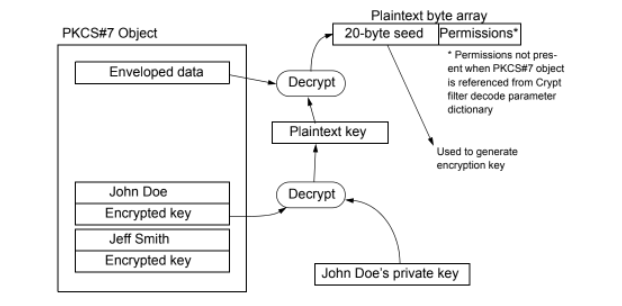 Plaintext byte array
PKCS#7 Object
20-byte seed
Permissions*
Enveloped data
Decrypt
* Permissions not pres-
ent when PKCS#7 object
is referenced from Crypt
filter decode parameter
dictionary
Plaintext key
Used to generate
encryption key
John Doe
Encrypted key
Decrypt
Jeff Smith
Encrypted key
John Doe's private key